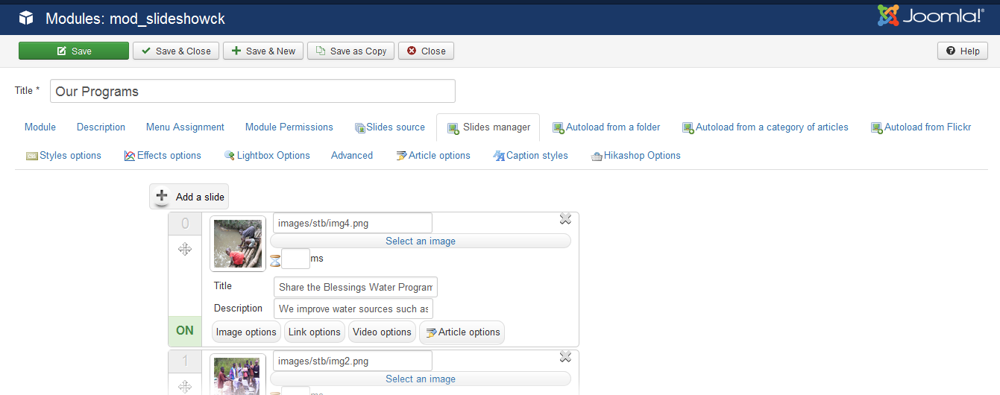 Modules: mod_slideshowck
Joomla!®
Save
Save & Close
Save & New
Save as Copy
Close
Help
Title *
Our Programs
Module
Description
Menu Assignment
Module Permissions
Slides source
Slides manager
Autoload from a folder
Autoload from a category of articles
Autoload from Flickr
Styles options
Effects options
Lightbox Options
Advanced
Article options
Caption styles
Hikashop Options
Add a slide
0
images/stb/img4.png
Select an image
ms
Title
Share the Blessings Water Program
Description
We improve water sources such as
ON
Image options
Link options
Video options
Article options
1
images/stb/img2.png
Select an image
ms